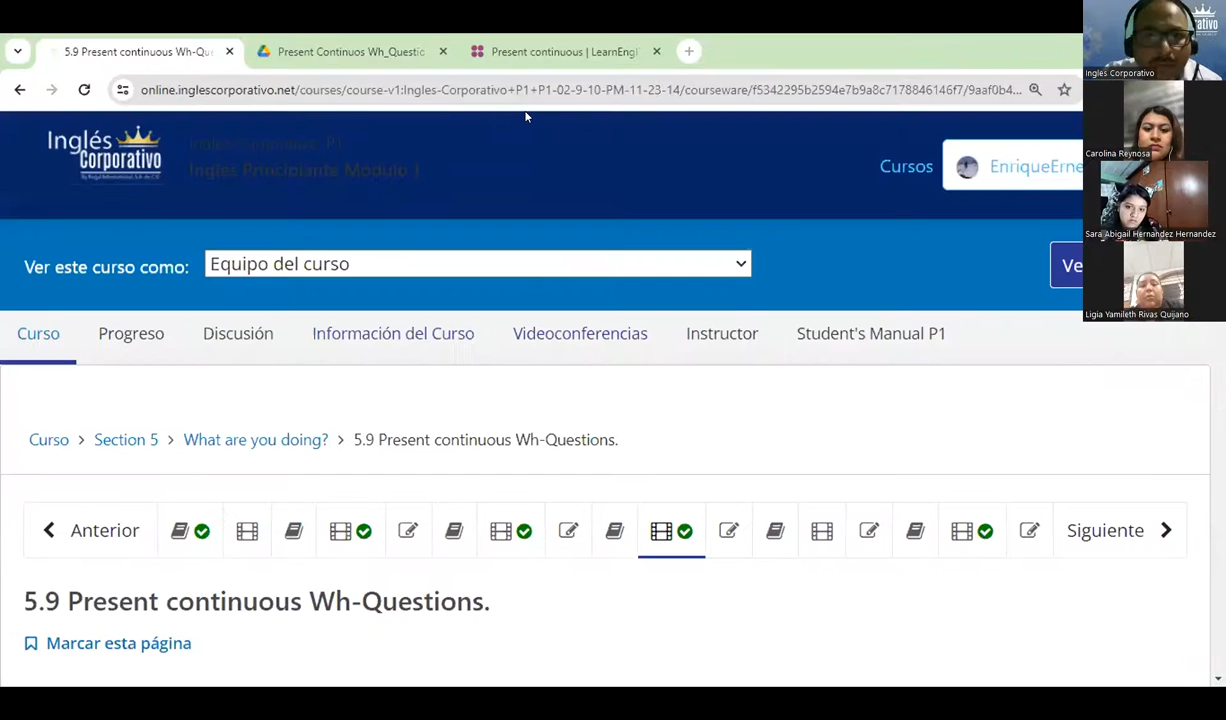 5.9 Present continuous Wh-Qu
Present Continuos Wh_Questio
Present continuous | LearnEngl
online.inglescorporativo.net/courses/course-v1:Ingles-Corporativo+P1+P1-02-9-10-PM-11-23-14/courseware/f5342295b2594e7b9a8c7178846146f7/9aaf0b4...
Inglés Corporativo
Carolina Reynosa
Sara Abigail Hernandez Hernandez
Ligia Yamileth Rivas Quijano
Inglés
Corporativo
Ingles Principiante Modulo 1
Cursos
EnriqueErne
Ver este curso como:
Equipo del curso
Ve
Curso
Progreso
Discusión
Información del Curso
Videoconferencias
Instructor
Student's Manual P1
Curso > Section 5 > What are you doing? > 5.9 Present continuous Wh-Questions.
Anterior
Siguiente
5.9 Present continuous Wh-Questions.
Marcar esta página